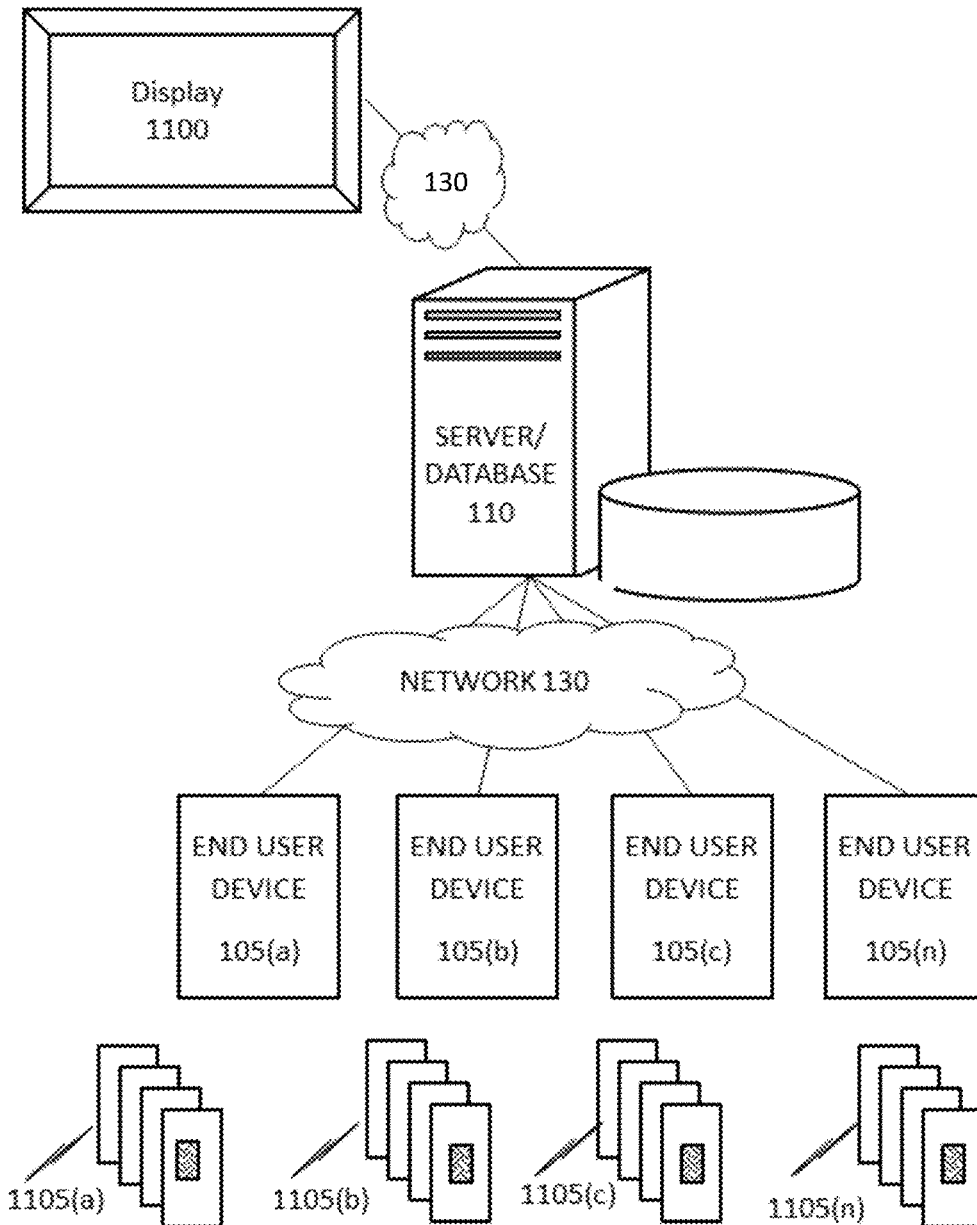 Display
1100
130
SERVER/
DATABASE
110
NETWORK 130
END USER
DEVICE
105(a)
END USER
DEVICE
105(b)
END USER
DEVICE
105(c)
END USER
DEVICE
105(n)
1105(a)
1105(b)
1105(c)
1105(n)